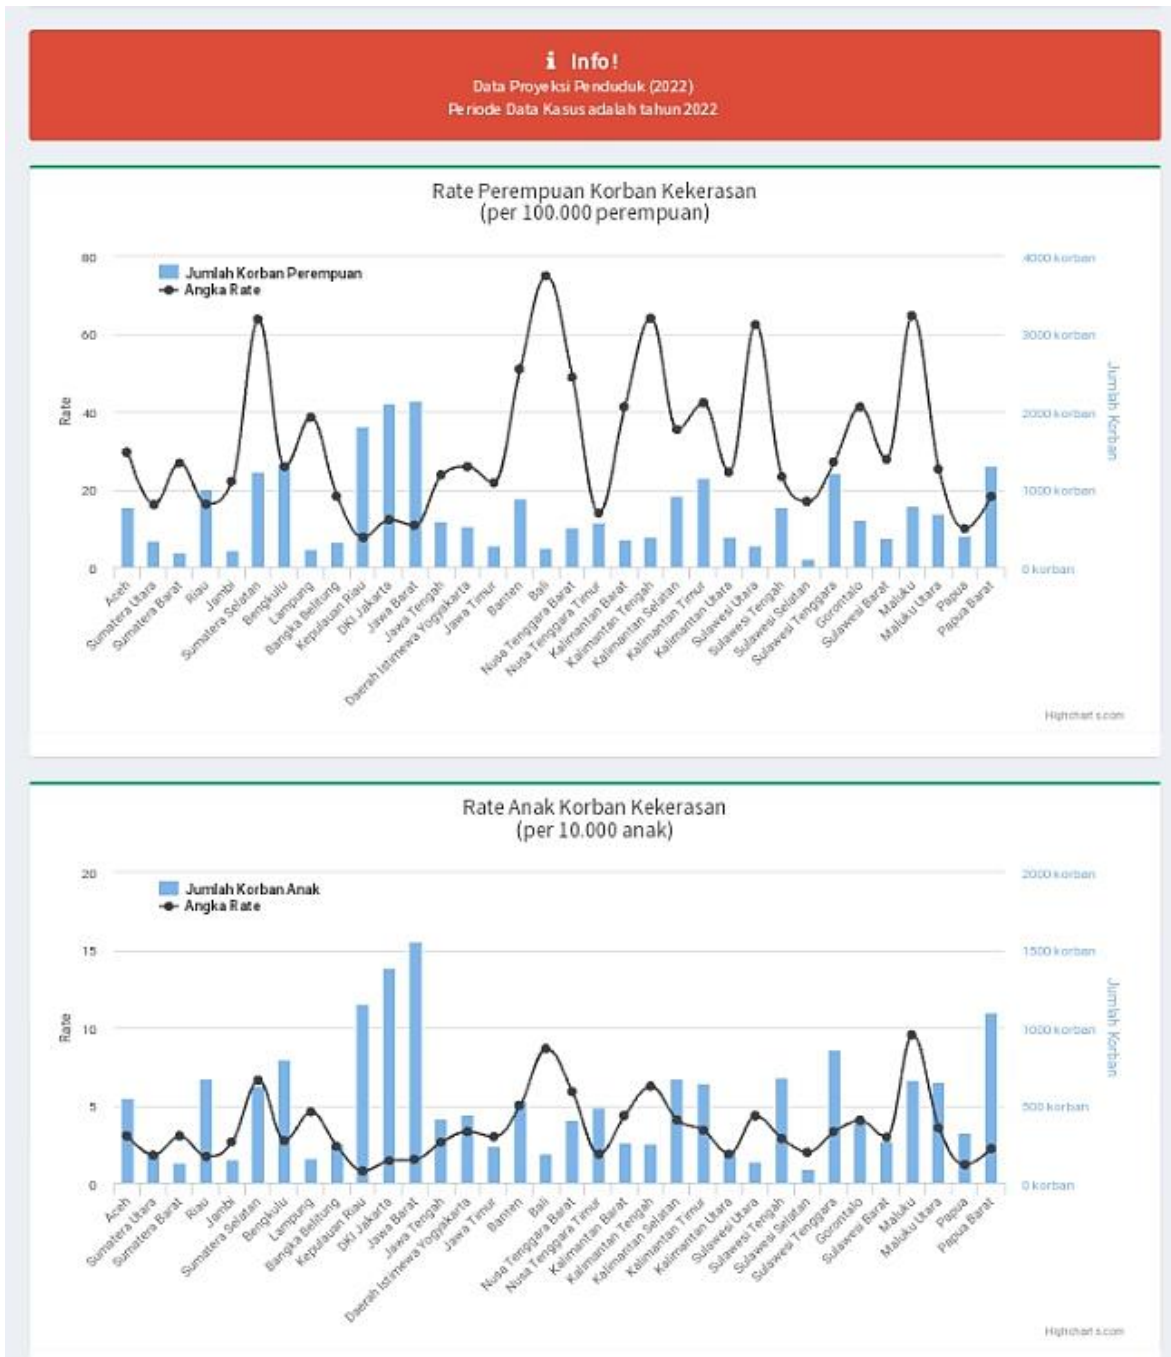 Info!
Data Proyeksi Penduduk (2022)
Periode Data Kasus adalah tahun 2022
Rate Perempuan Korban Kekerasan
(per 100.000 perempuan)
80
4000 korban
Jumlah Korban Perempuan
Angka Rate
60
3000 korban
Rate
Jumlah Korban
40
2000 korban
20
1000 korban
0
0 korban
Aceh
Sumatera Utara
Sumatera Barat
Riau
Jambi
Sumatera Selatan
Bengkulu
Lampung
Bangka Belitung
Kepulauan Riau
DKI Jakarta
Jawa Barat
Jawa Tengah
Daerah Istimewa Yogyakarta
Jawa Timur
Banten
Bali
Nusa Tenggara Barat
Nusa Tenggara Timur
Kalimantan Barat
Kalimantan Tengah
Kalimantan Selatan
Kalimantan Timur
Kalimantan Utara
Sulawesi Utara
Sulawesi Tengah
Sulawesi Selatan
Sulawesi Tenggara
Gorontalo
Sulawesi Barat
Maluku
Maluku Utara
Papua
Papua Barat
Highcharts.com
Rate Anak Korban Kekerasan
(per 10.000 anak)
20
2000 korban
Jumlah Korban Anak
Angka Rate
15
1500 korban
Rate
Jumlah Korban
10
1000 korban
5
500 korban
0
0 korban
Aceh
Sumatera Utara
Sumatera Barat
Riau
Jambi
Sumatera Selatan
Bengkulu
Lampung
Bangka Belitung
Kepulauan Riau
DKI Jakarta
Jawa Barat
Jawa Tengah
Daerah Istimewa Yogyakarta
Jawa Timur
Banten
Bali
Nusa Tenggara Barat
Nusa Tenggara Timur
Kalimantan Barat
Kalimantan Tengah
Kalimantan Selatan
Kalimantan Timur
Kalimantan Utara
Sulawesi Utara
Sulawesi Tengah
Sulawesi Selatan
Sulawesi Tenggara
Gorontalo
Sulawesi Barat
Maluku
Maluku Utara
Papua
Papua Barat
Highcharts.com